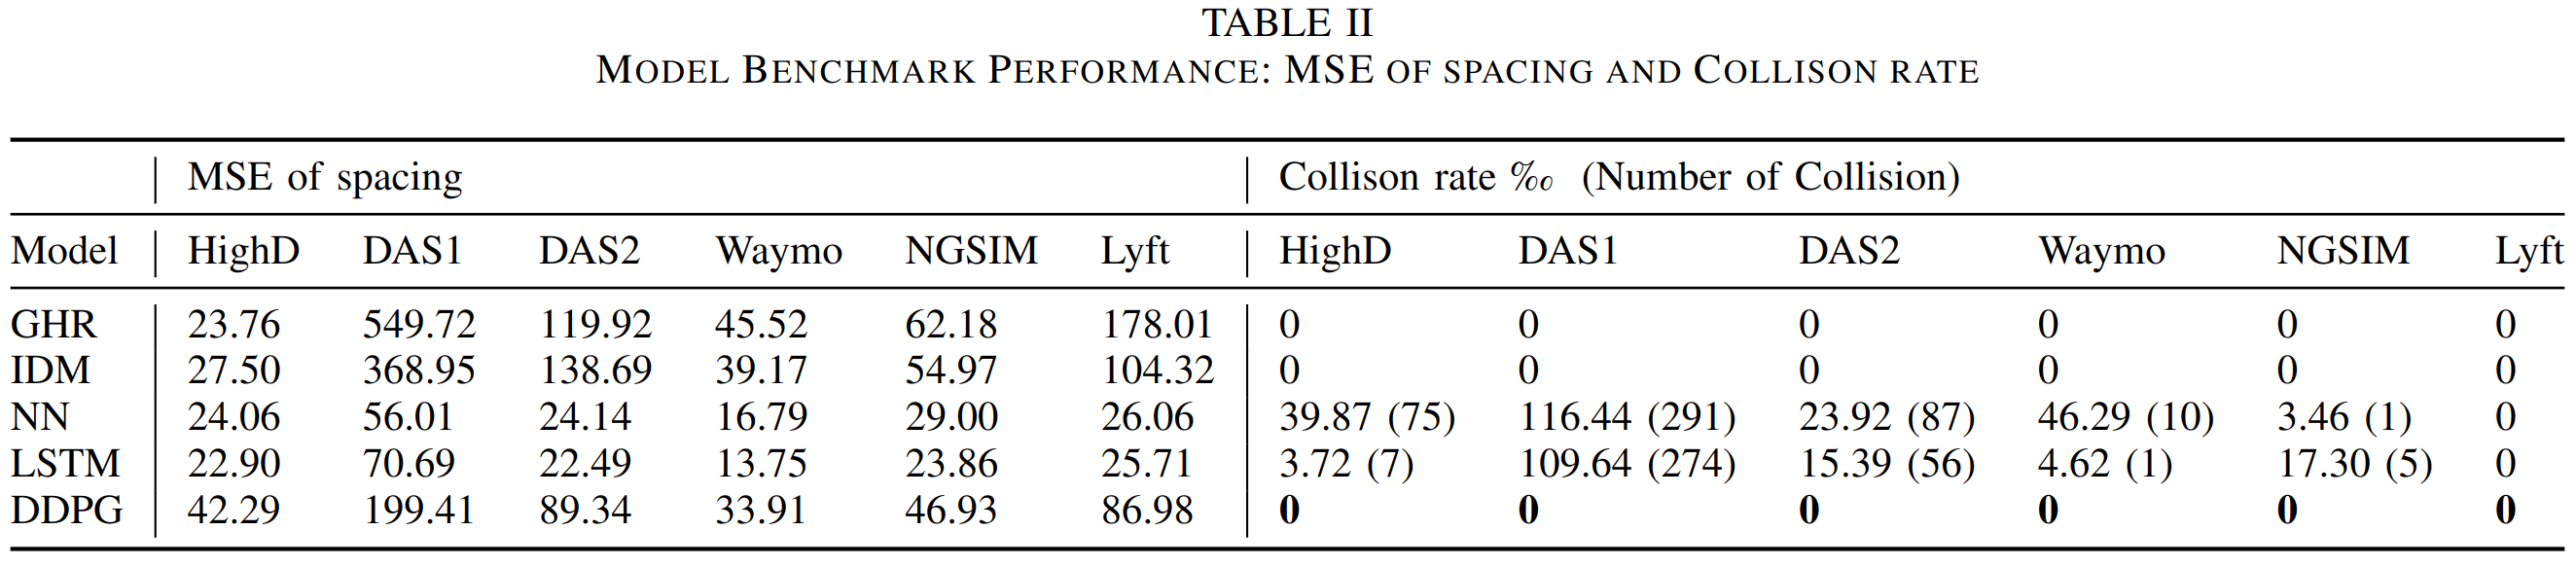 TABLE II
MODEL BENCHMARK PERFORMANCE: MSE OF SPACING AND COLLISON RATE
MSE of spacing Collison rate ‰ (Number of Collision)
Model HighD DAS1 DAS2 Waymo NGSIM Lyft HighD DAS1 DAS2 Waymo NGSIM Lyft
GHR 23.76 549.72 119.92 45.52 62.18 178.01 0 0 0 0 0 0
IDM 27.50 368.95 138.69 39.17 54.97 104.32 0 0 0 0 0 0
NN 24.06 56.01 24.14 16.79 29.00 26.06 39.87 (75) 116.44 (291) 23.92 (87) 46.29 (10) 3.46 (1) 0
LSTM 22.90 70.69 22.49 13.75 23.86 25.71 3.72 (7) 109.64 (274) 15.39 (56) 4.62 (1) 17.30 (5) 0
DDPG 42.29 199.41 89.34 33.91 46.93 86.98 0 0 0 0 0 0